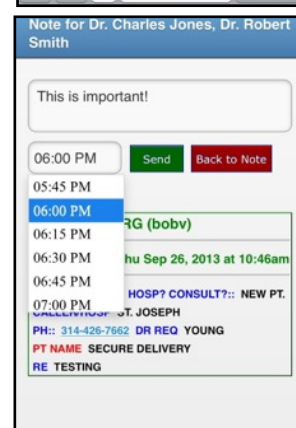 Note for Dr. Charles Jones, Dr. Robert
Smith
This is important!
06:00 PM Send Back to Note
05:45 PM
06:00 PM
06:15 PM
06:30 PM
06:45 PM
07:00 PM
RG (bobv)
hu Sep 26, 2013 at 10:46am
HOSP? CONSULT?:: NEW PT.
ST. JOSEPH
PH:: 314-426-7662 DR REQ YOUNG
PT NAME SECURE DELIVERY
RE TESTING